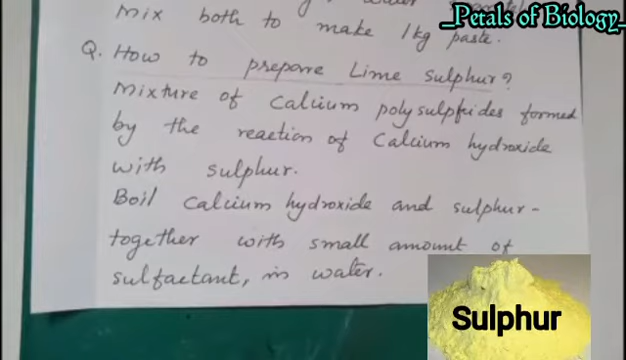 _Petals of Biology_
Mix both to make 1kg paste.
Q. How to prepare Lime sulphur?
Mixture of Calcium polysulpfides formed
by the reaction of Calcium hydroxide
with sulphur.
Boil Calcium hydroxide and sulphur-
together with small amount of
sulfactant, in water.
Sulphur